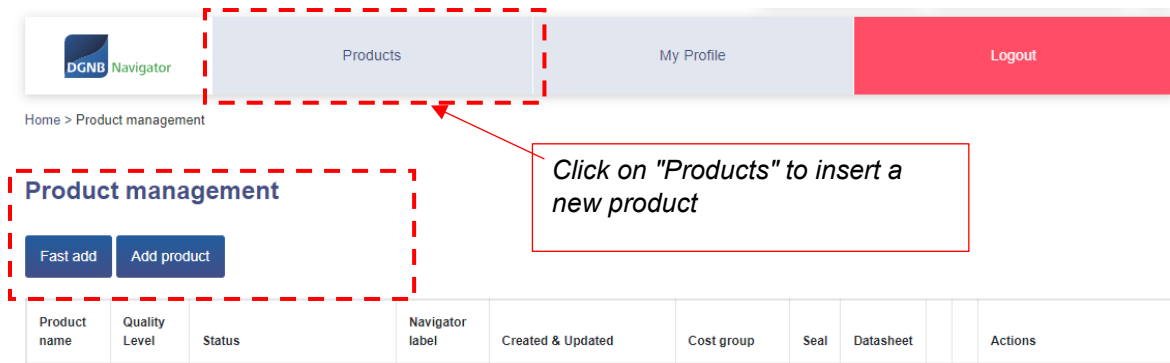 DGNB Navigator
Products
My Profile
Logout
Home > Product management
Click on "Products" to insert a
new product
Product management
Fast add
Add product
Product name
Quality Level
Status
Navigator label
Created & Updated
Cost group
Seal
Datasheet
Actions